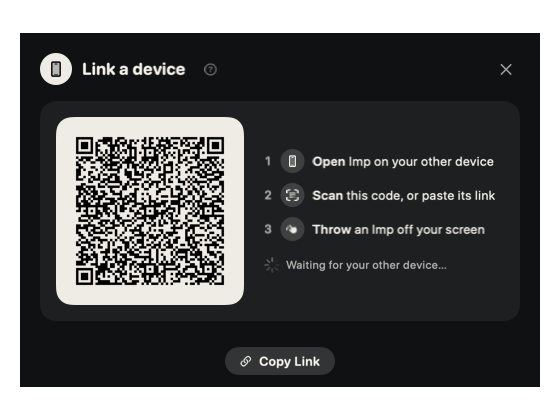 Link a device
1 Open Imp on your other device
2 Scan this code, or paste its link
3 Throw an Imp off your screen
Waiting for your other device...
Copy Link